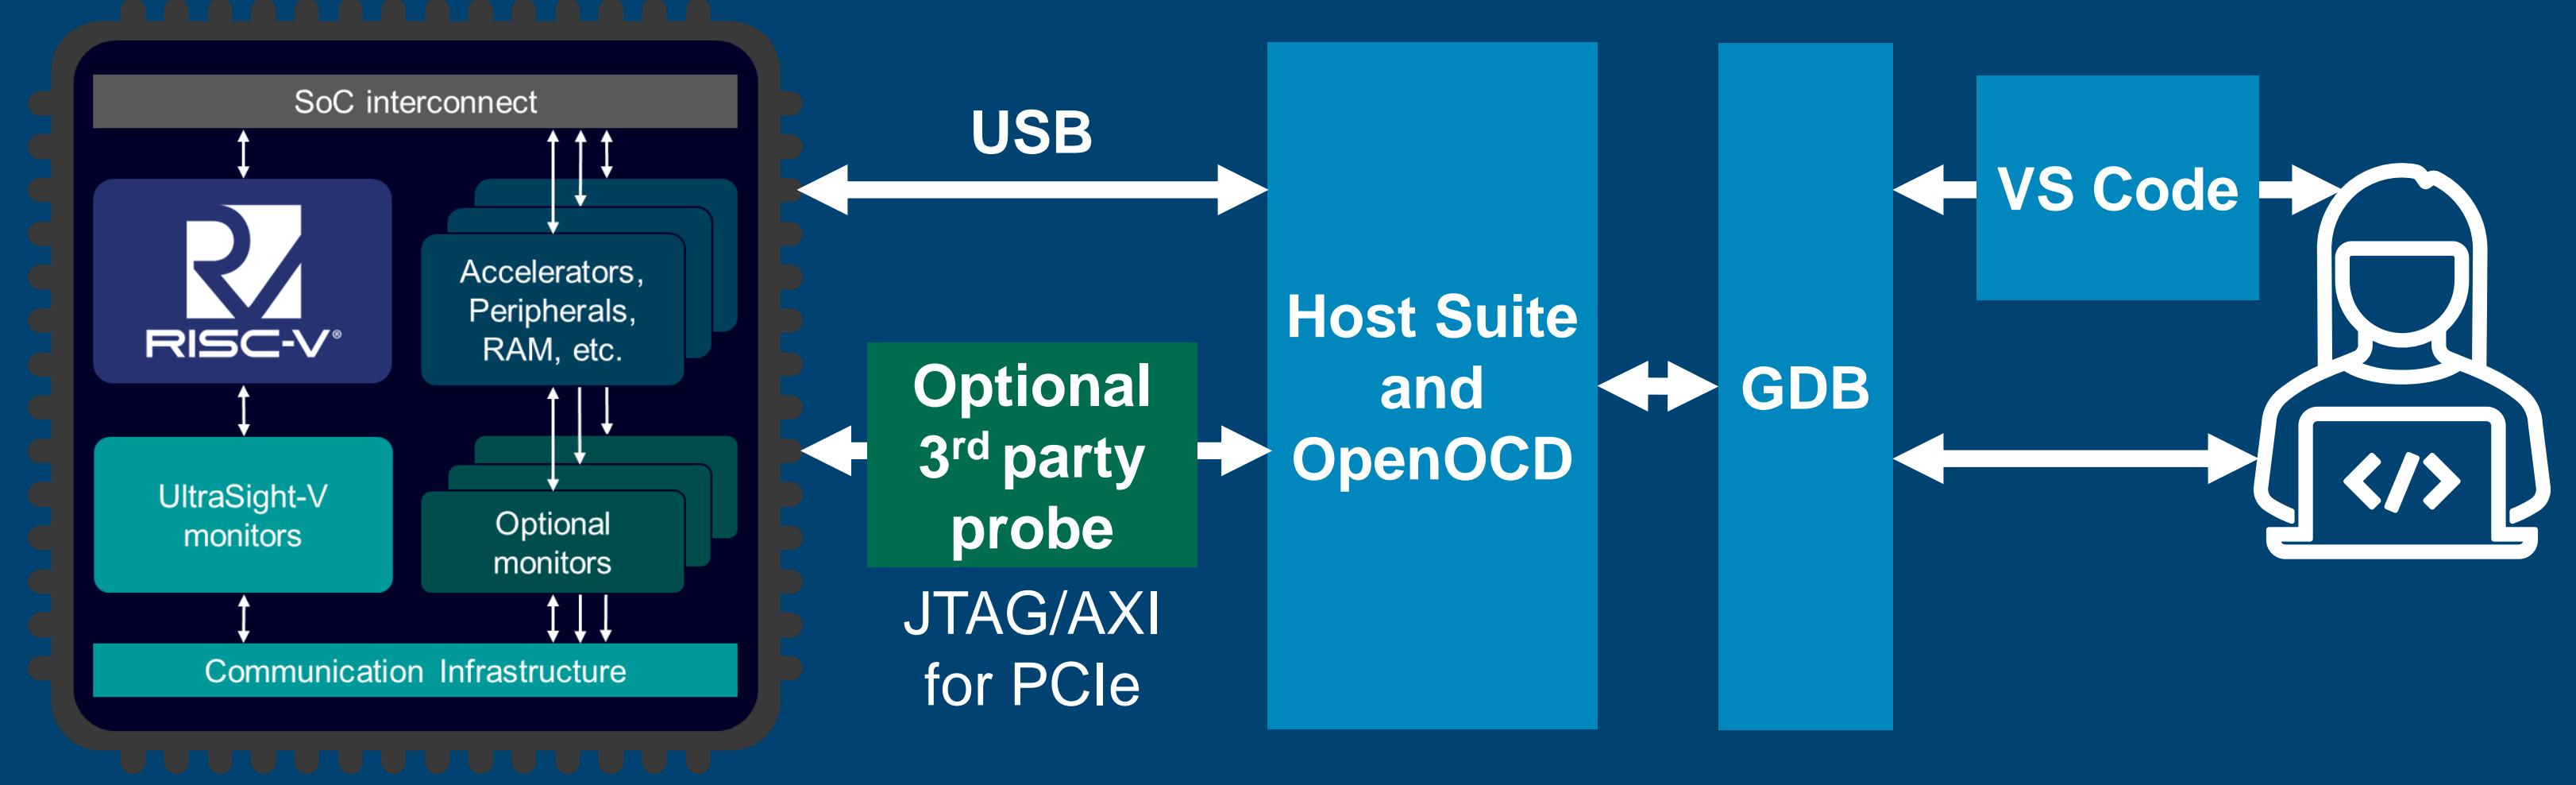 SoC interconnect
RISC-V®
Accelerators,
Peripherals,
RAM, etc.
UltraSight-V
monitors
Optional
monitors
Communication Infrastructure
USB
Optional
3rd party
probe
JTAG/AXI
for PCIe
Host Suite
and
OpenOCD
GDB
VS Code
</>